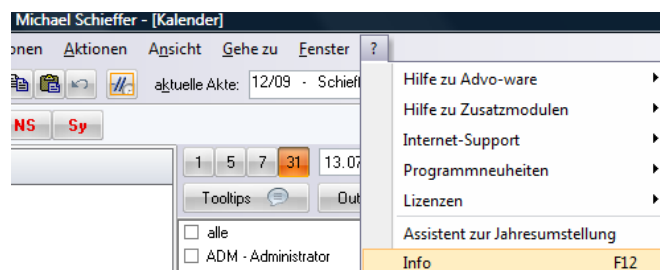 Michael Schieffer - [Kalender]
onen Aktionen Ansicht Gehe zu Fenster ?
aktuelle Akte: 12/09 - Schieff
Hilfe zu Advo-ware
Hilfe zu Zusatzmodulen
NS Sy
Internet-Support
1 5 7 31 13.07
Programmneuheiten
Tooltips Out
Lizenzen
alle
Assistent zur Jahresumstellung
ADM - Administrator
Info F12